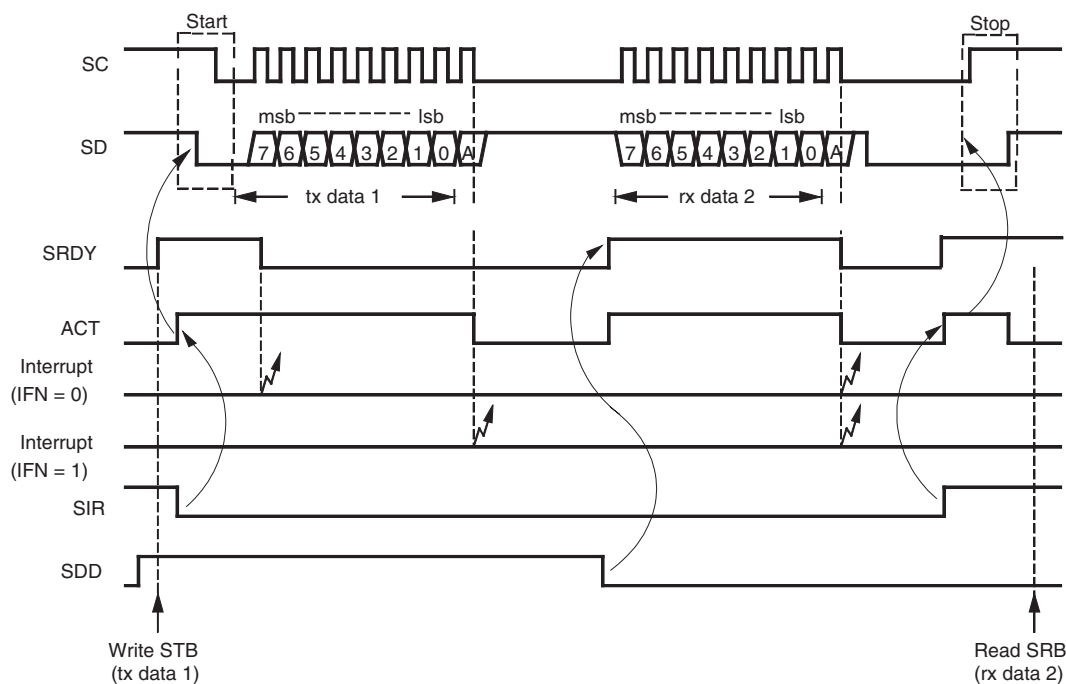 Start
Stop
SC
msb
lsb
msb
lsb
SD
7 6 5 4 3 2 1 0 A
7 6 5 4 3 2 1 0 A
tx data 1
rx data 2
SRDY
ACT
Interrupt
(IFN = 0)
Interrupt
(IFN = 1)
SIR
SDD
Write STB
(tx data 1)
Read SRB
(rx data 2)